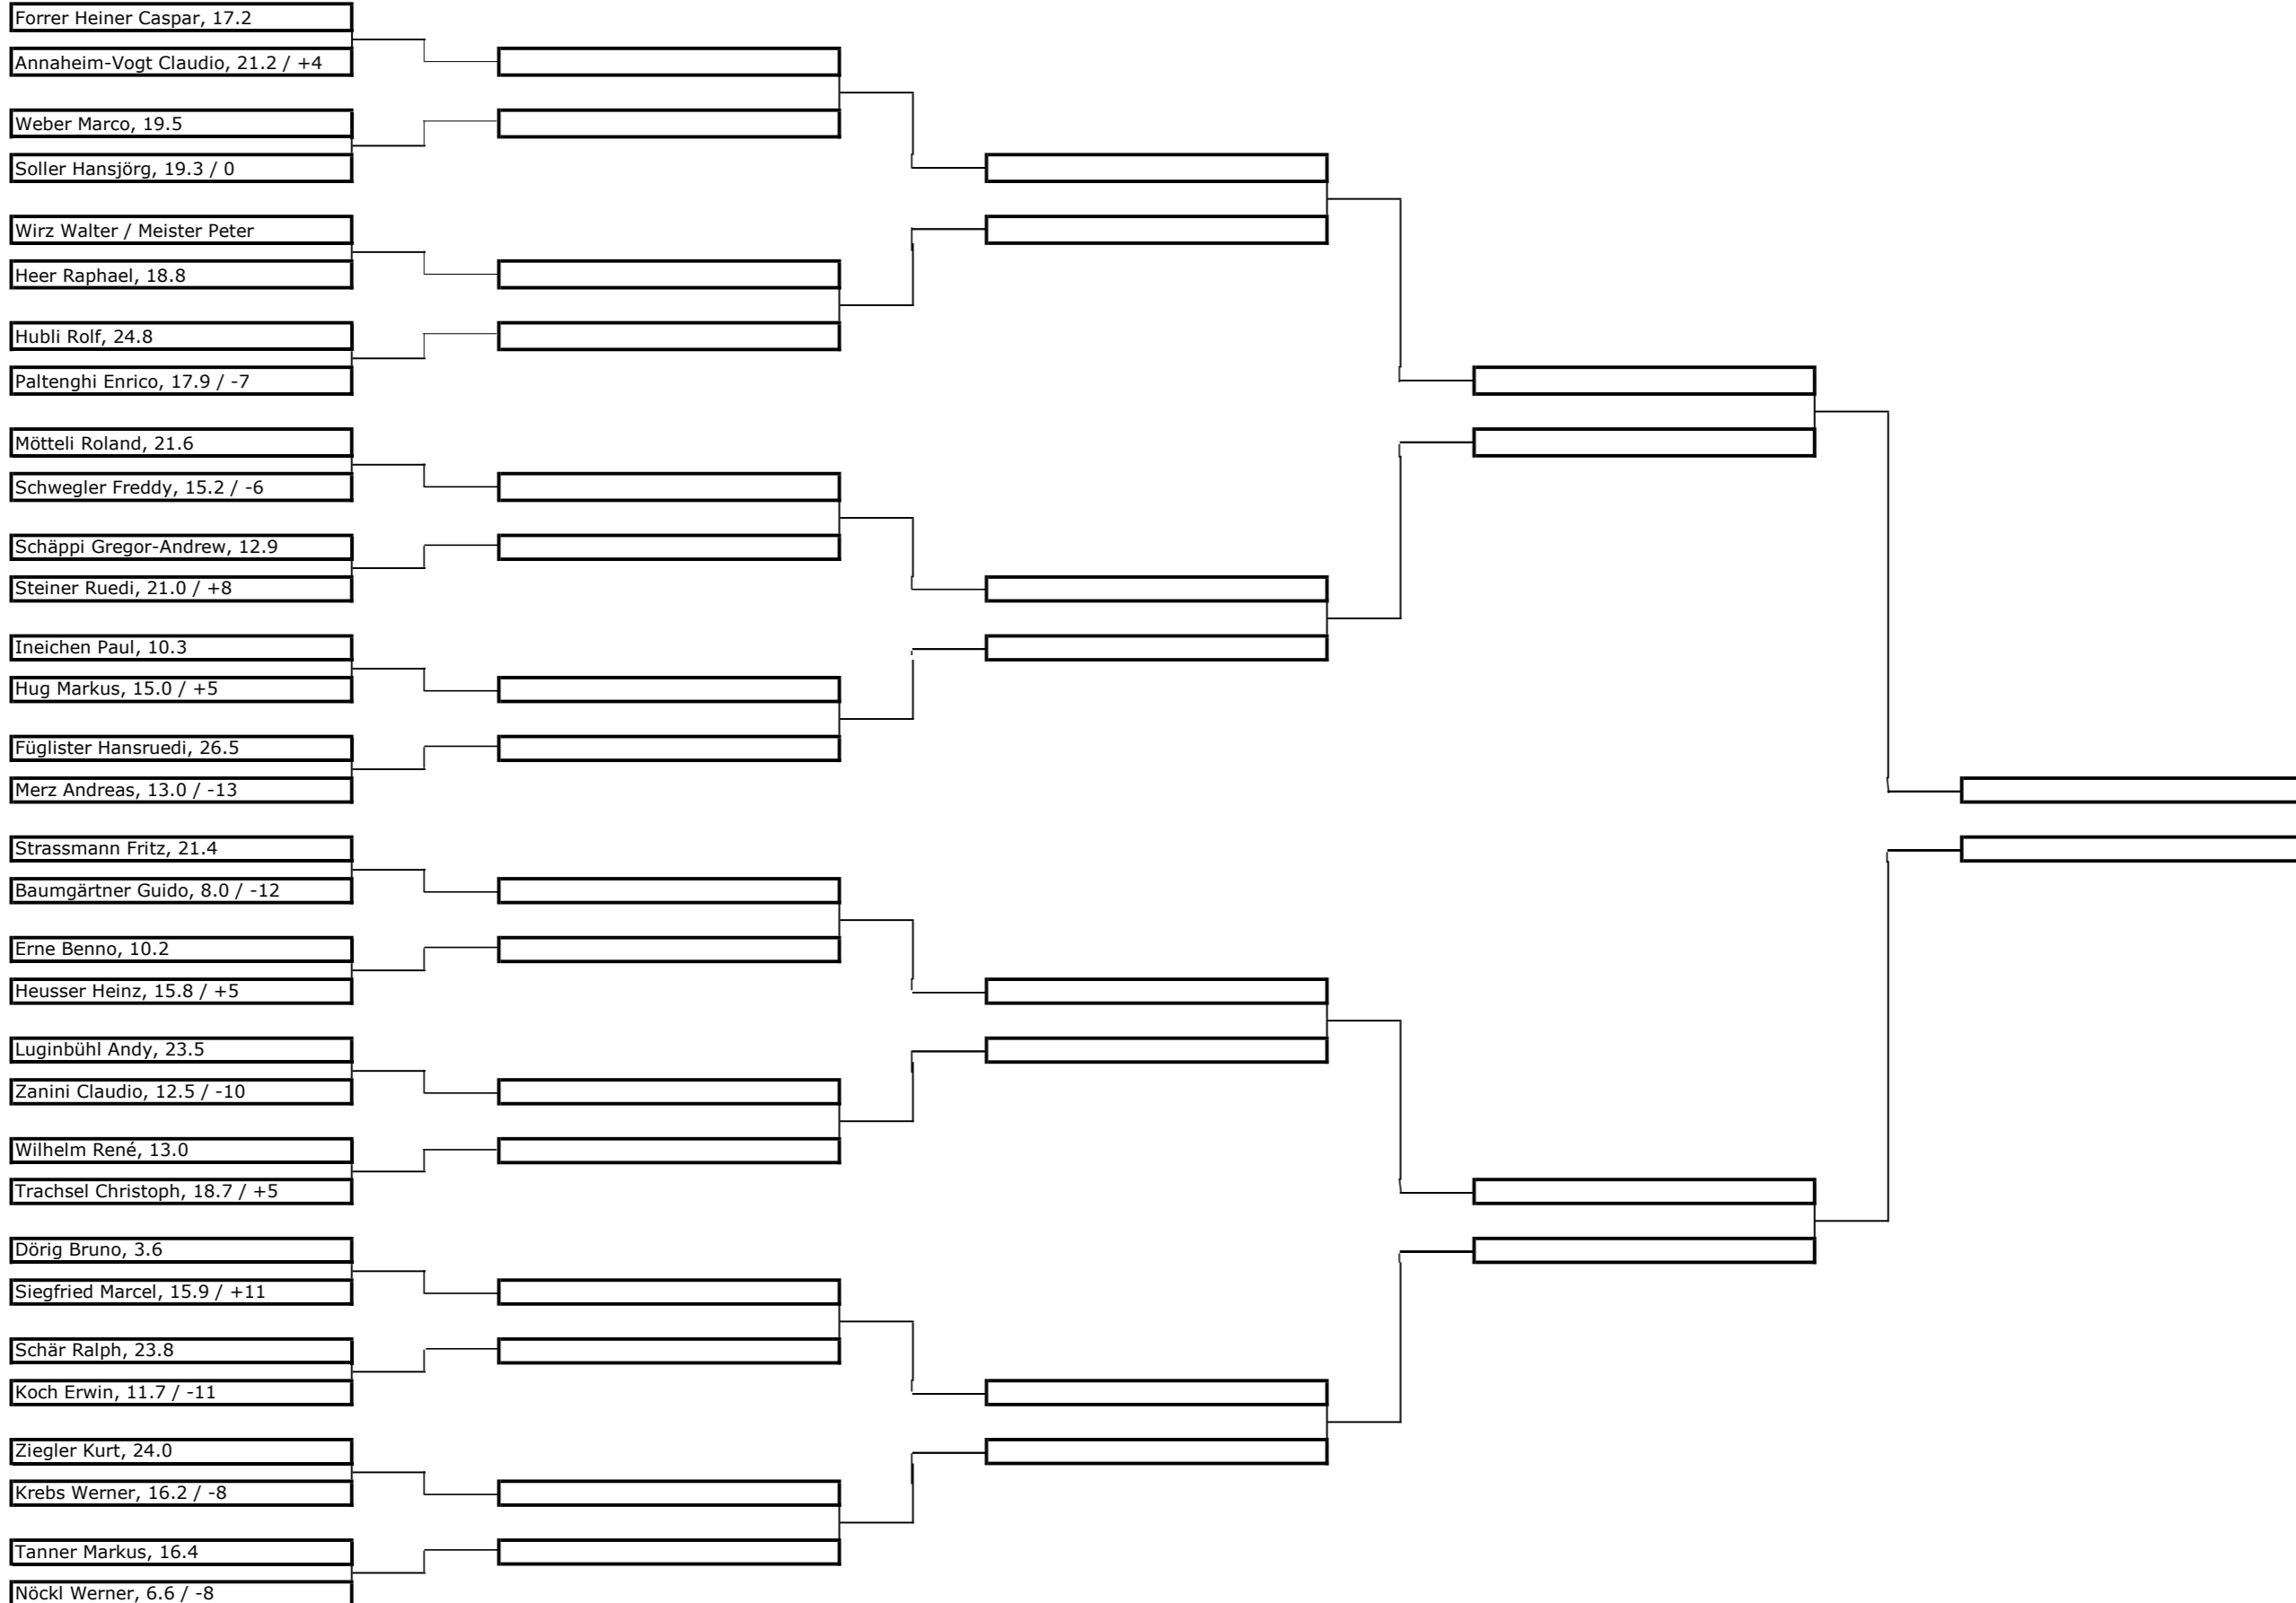 Forrer Heiner Caspar, 17.2
Annaheim-Vogt Claudio, 21.2 / +4
Weber Marco, 19.5
Soller Hansjörg, 19.3 / 0
Wirz Walter / Meister Peter
Heer Raphael, 18.8
Hubli Rolf, 24.8
Paltenghi Enrico, 17.9 / -7
Mötteli Roland, 21.6
Schwegler Freddy, 15.2 / -6
Schäppi Gregor-Andrew, 12.9
Steiner Ruedi, 21.0 / +8
Ineichen Paul, 10.3
Hug Markus, 15.0 / +5
Füglister Hansruedi, 26.5
Merz Andreas, 13.0 / -13
Strassmann Fritz, 21.4
Baumgärtner Guido, 8.0 / -12
Erne Benno, 10.2
Heusser Heinz, 15.8 / +5
Luginbühl Andy, 23.5
Zanini Claudio, 12.5 / -10
Wilhelm René, 13.0
Trachsel Christoph, 18.7 / +5
Dörig Bruno, 3.6
Siegfried Marcel, 15.9 / +11
Schär Ralph, 23.8
Koch Erwin, 11.7 / -11
Ziegler Kurt, 24.0
Krebs Werner, 16.2 / -8
Tanner Markus, 16.4
Nöckl Werner, 6.6 / -8